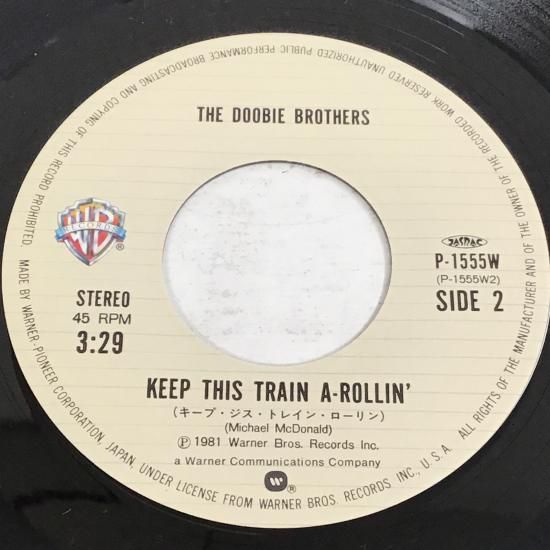 THE DOOBIE BROTHERS
WB
RECORDS
®
STEREO
45 RPM
3:29
JASRAC
P-1555W
(P-1555W2)
SIDE 2
KEEP THIS TRAIN A-ROLLIN'
(キープ・ジス・トレイン・ローリン)
(Michael McDonald)
Ⓟ 1981 Warner Bros. Records Inc.
a Warner Communications Company
W ®
MADE BY WARNER-PIONEER CORPORATION, JAPAN, UNDER LICENSE FROM WARNER BROS. RECORDS INC., U.S.A. ALL RIGHTS OF THE MANUFACTURER AND OF THE OWNER OF THE RECORDED WORK RESERVED UNAUTHORIZED PUBLIC PERFORMANCE BROADCASTING AND COPYING OF THIS RECORD PROHIBITED.